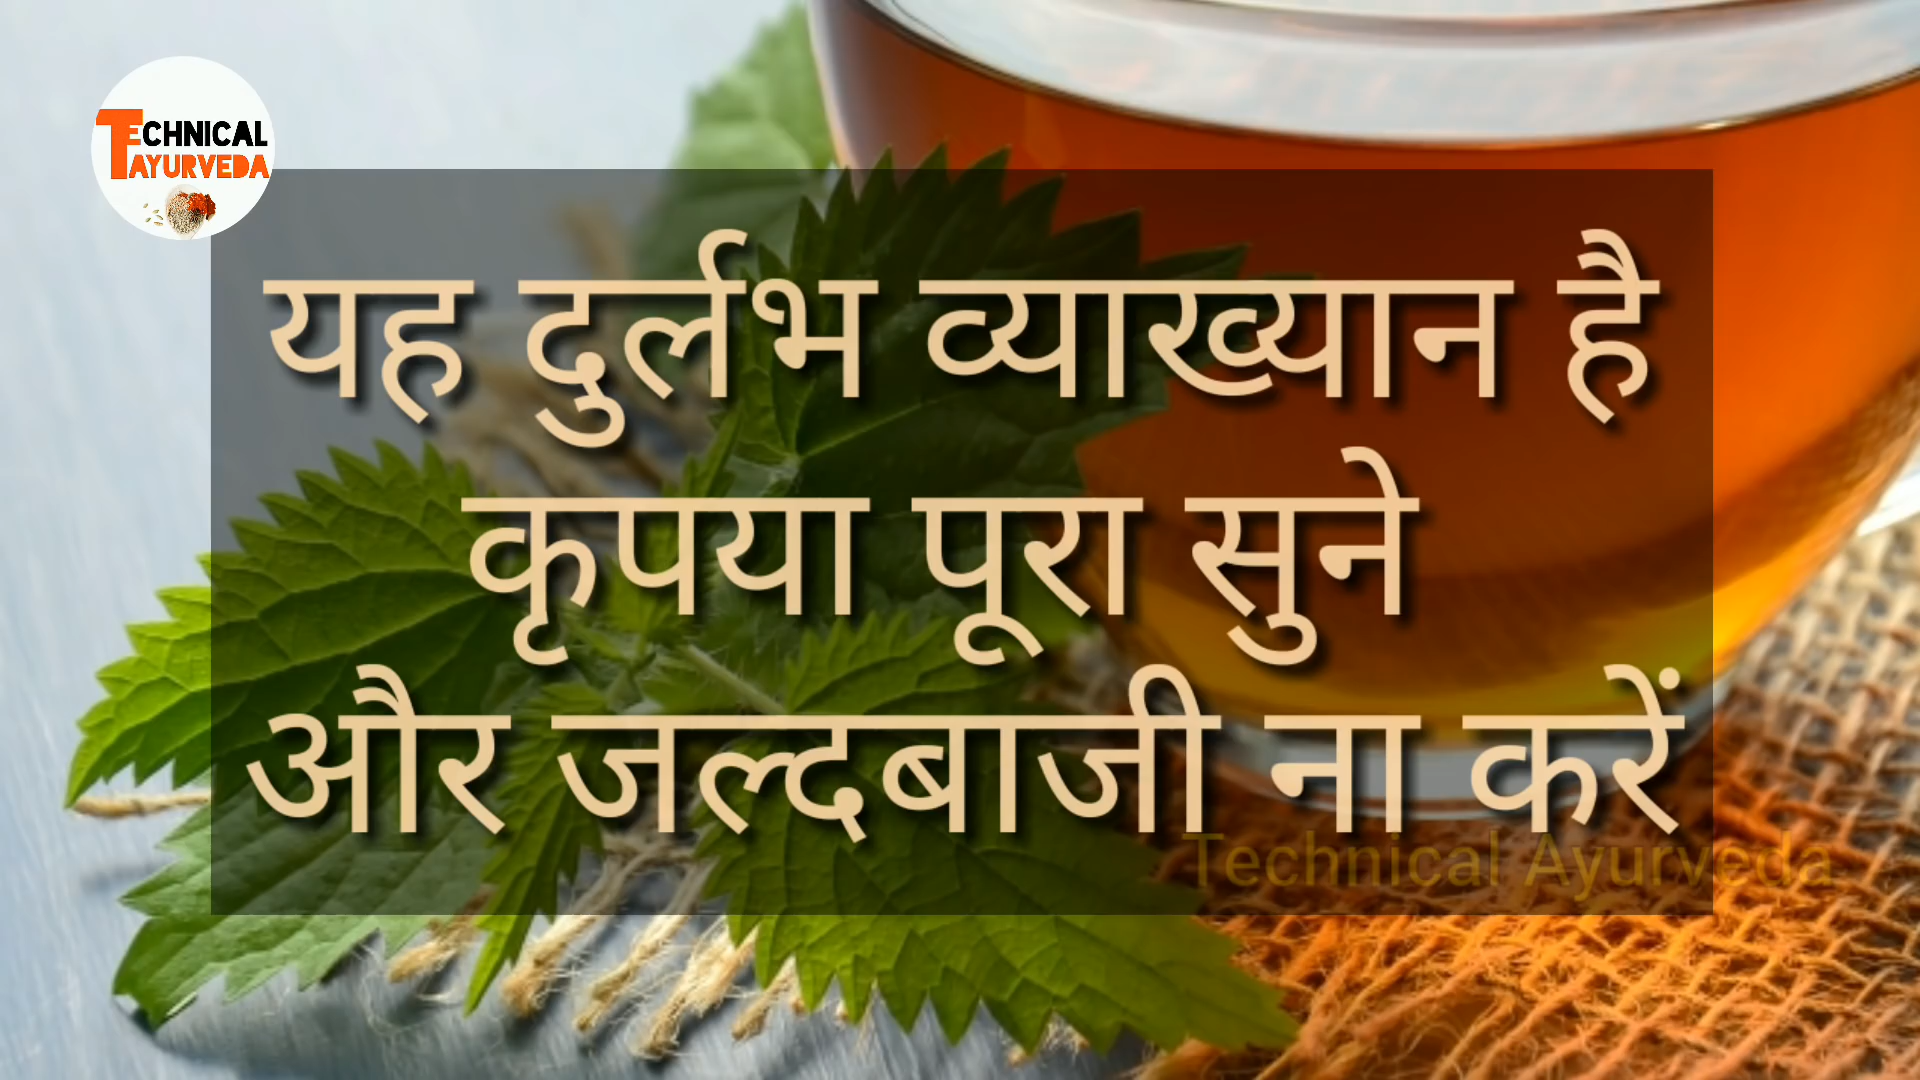 TECHNICAL
AYURVEDA
यह दुर्लभ व्याख्यान है
कृपया पूरा सुने
और जल्दबाजी ना करें
Technical Ayurveda